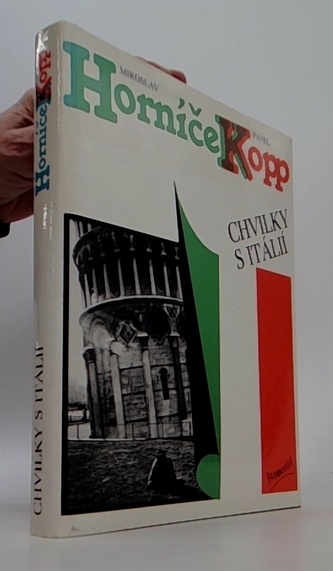 MIROSLAV
Horníček
PAVEL
Kopp
CHVILKY
S ITÁLIÍ
Horníček Kopp
CHVILKY S ITÁLIÍ